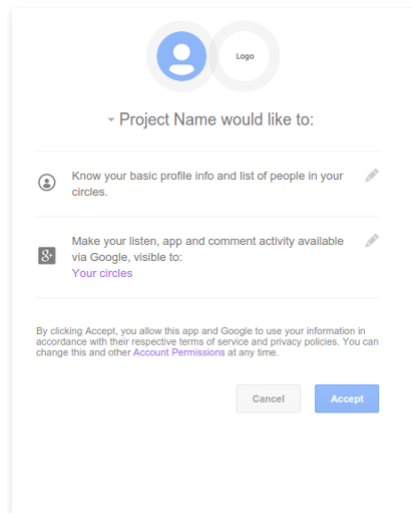 Logo
Project Name would like to:
Know your basic profile info and list of people in your
circles.
Make your listen, app and comment activity available
via Google, visible to:
Your circles
By clicking Accept, you allow this app and Google to use your information in
accordance with their respective terms of service and privacy policies. You can
change this and other Account Permissions at any time.
Cancel
Accept